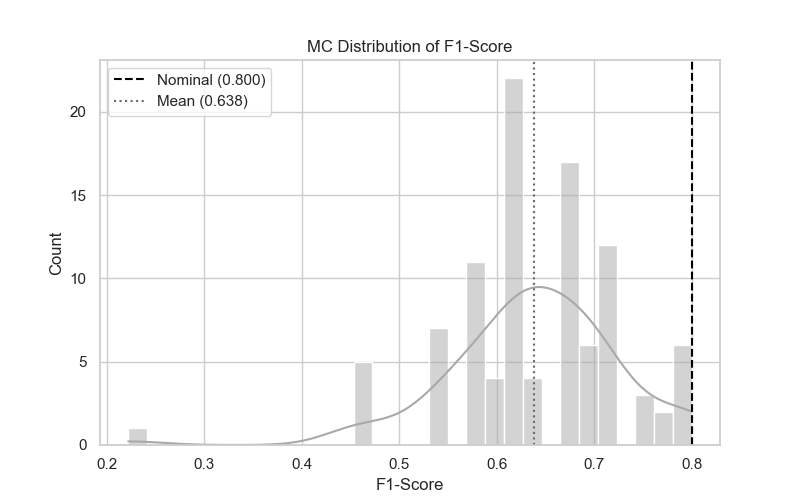 MC Distribution of F1-Score
Nominal (0.800)
Mean (0.638)
Count
20
15
10
5
0
0.2 0.3 0.4 0.5 0.6 0.7 0.8
F1-Score